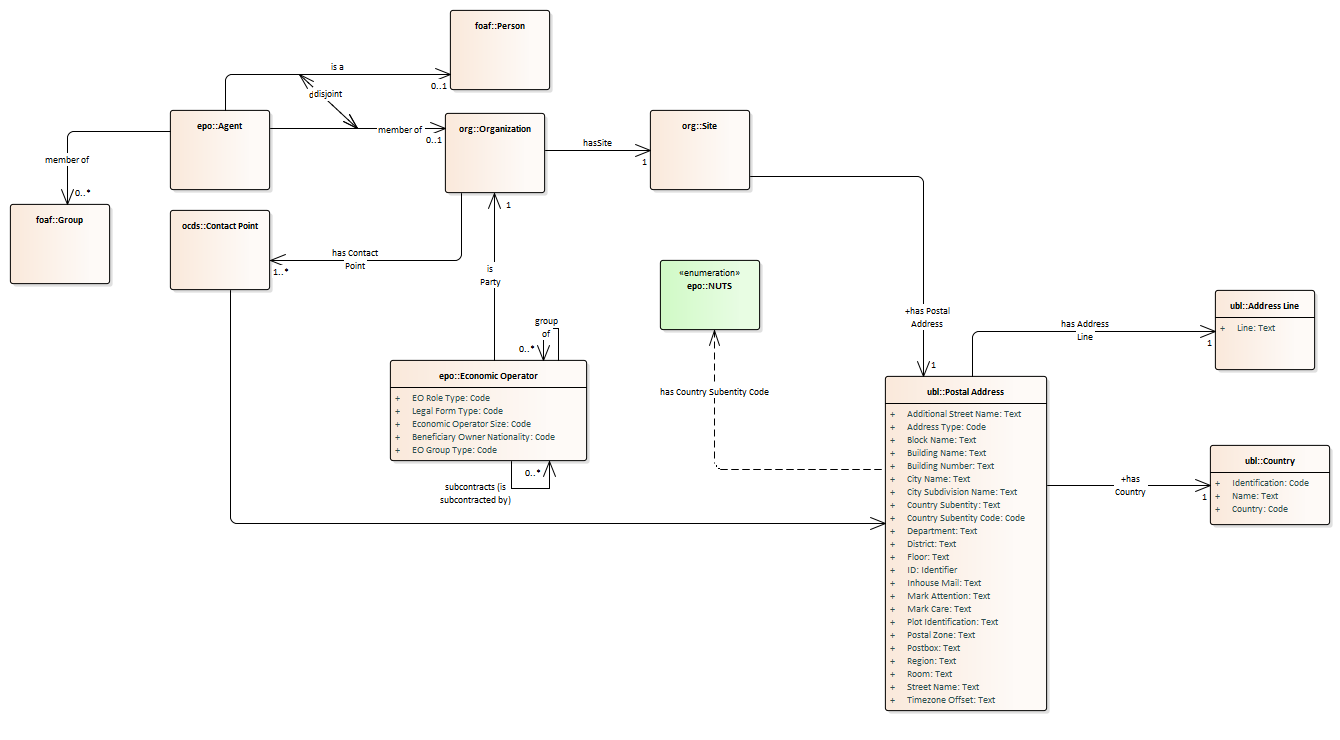 foaf::Person
is a
0..1
ddisjoint
epo::Agent
member of
0..1
org::Organization
hasSite
1
org::Site
member of
0..*
foaf::Group
ocds::Contact Point
has Contact
Point
1..*
1
is
Party
«enumeration»
epo::NUTS
+has Postal
Address
1
ubl::Address Line
+ Line: Text
has Address
Line
1
group
of
0..*
epo::Economic Operator
+ EO Role Type: Code
+ Legal Form Type: Code
+ Economic Operator Size: Code
+ Beneficiary Owner Nationality: Code
+ EO Group Type: Code
0..*
subcontracts (is
subcontracted by)
has Country Subentity Code
ubl::Postal Address
+ Additional Street Name: Text
+ Address Type: Code
+ Block Name: Text
+ Building Name: Text
+ Building Number: Text
+ City Name: Text
+ City Subdivision Name: Text
+ Country Subentity: Text
+ Country Subentity Code: Code
+ Department: Text
+ District: Text
+ Floor: Text
+ ID: Identifier
+ Inhouse Mail: Text
+ Mark Attention: Text
+ Mark Care: Text
+ Plot Identification: Text
+ Postal Zone: Text
+ Postbox: Text
+ Region: Text
+ Room: Text
+ Street Name: Text
+ Timezone Offset: Text
+has
Country
1
ubl::Country
+ Identification: Code
+ Name: Text
+ Country: Code